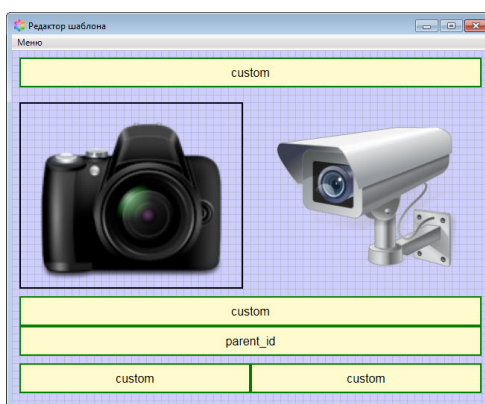 Редактор шаблона
Меню
custom
custom
parent_id
custom custom